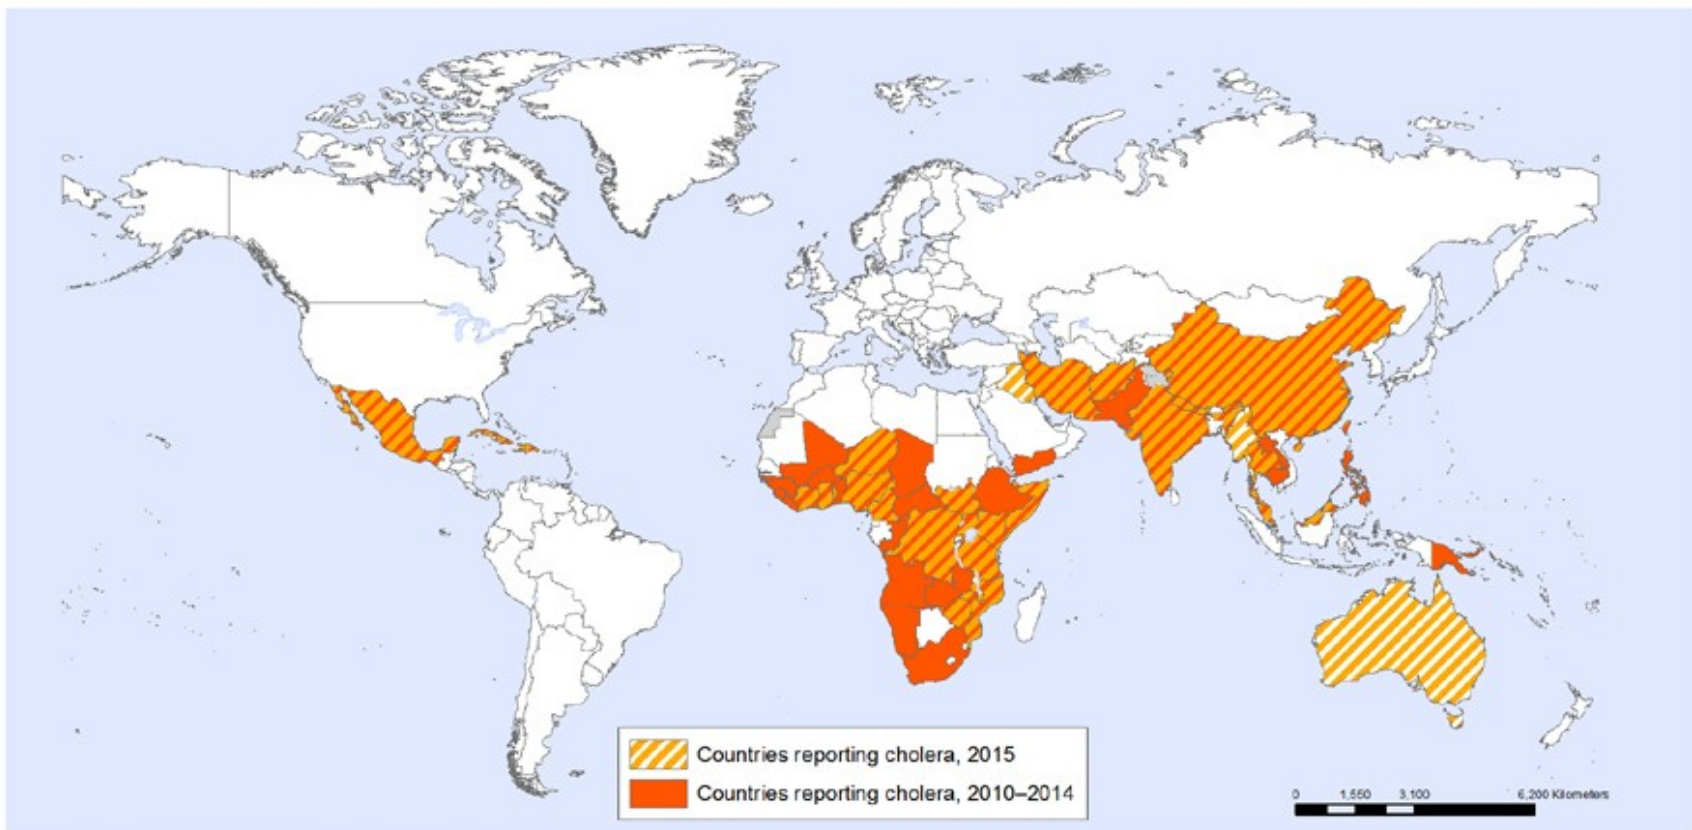 Countries reporting cholera, 2015
Countries reporting cholera, 2010–2014
0 1,550 3,100 6,200 Kilometers